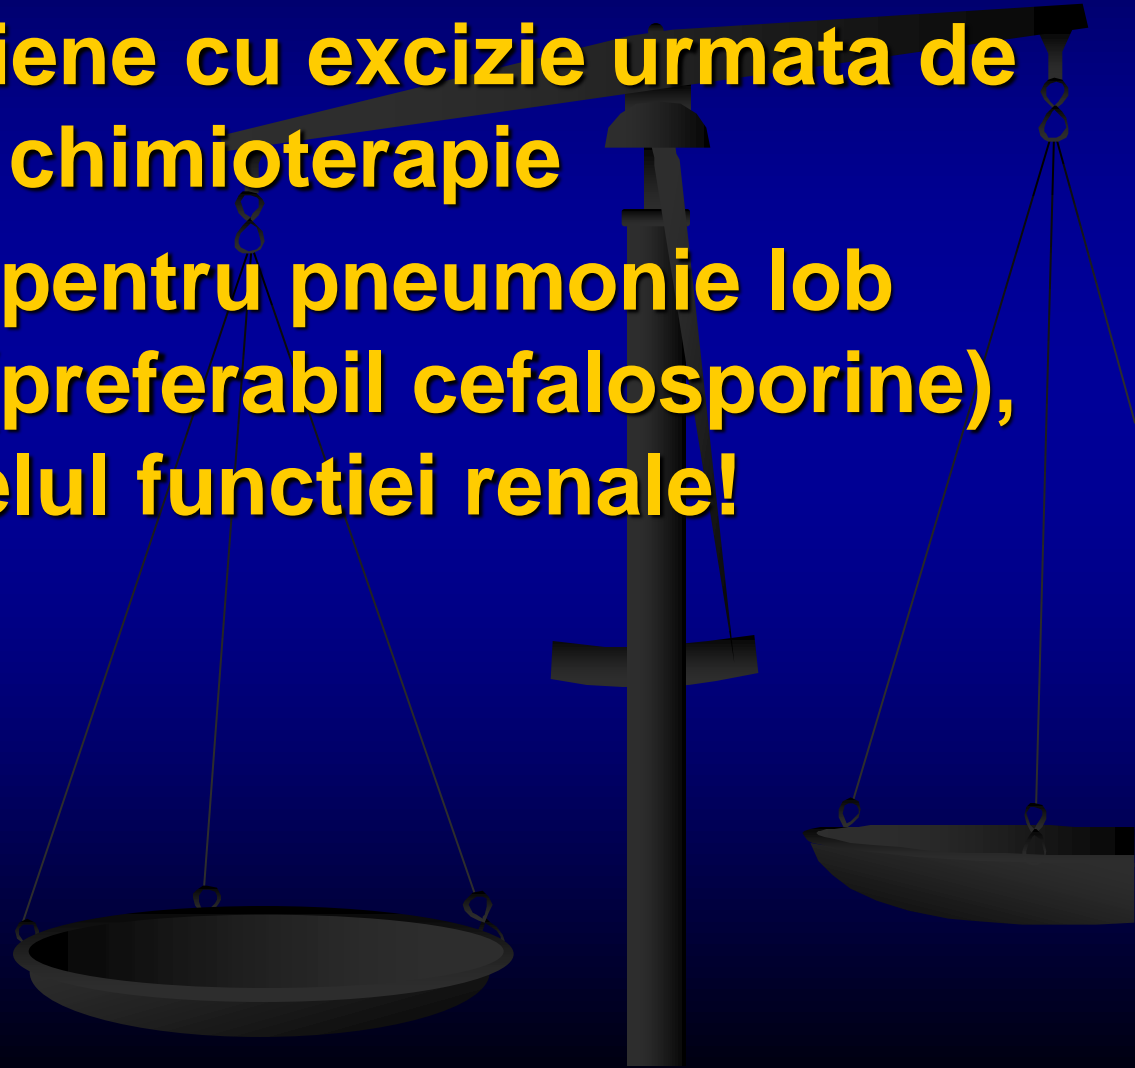 iene cu excizie urmata de
chimioterapie
pentru pneumonie lob
preferabil cefalosporine),
elul functiei renale!